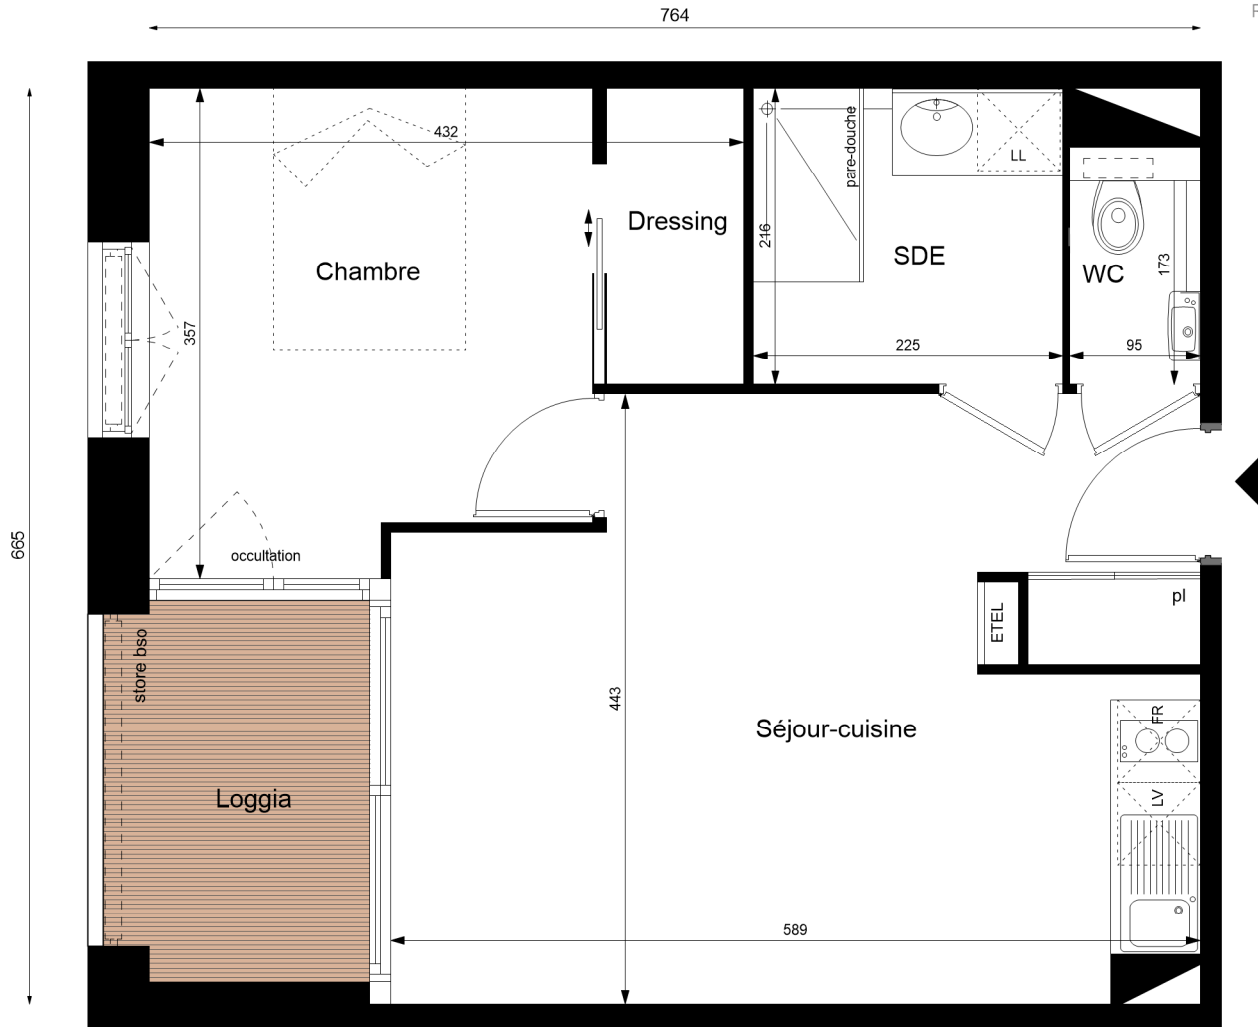 764
432
pare-douche
LL
Dressing
216
SDE
Chambre
WC
173
357
225
95
665
occultation
ETEL
pl
store bso
443
FR
Séjour-cuisine
LV
Loggia
589